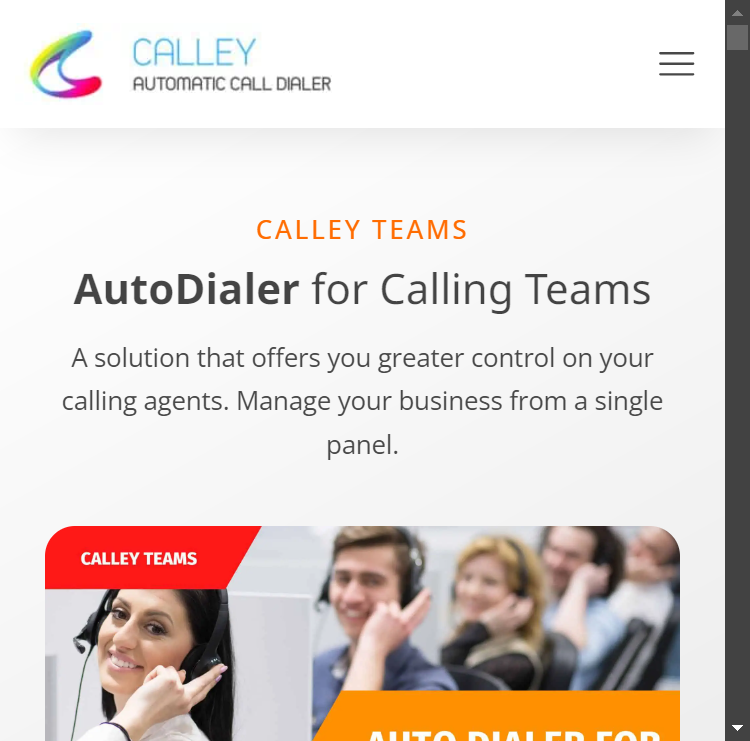 CALLEY
AUTOMATIC CALL DIALER
CALLEY TEAMS
AutoDialer for Calling Teams
A solution that offers you greater control on your
calling agents. Manage your business from a single
panel.
CALLEY TEAMS
AUTO DIALER FOR